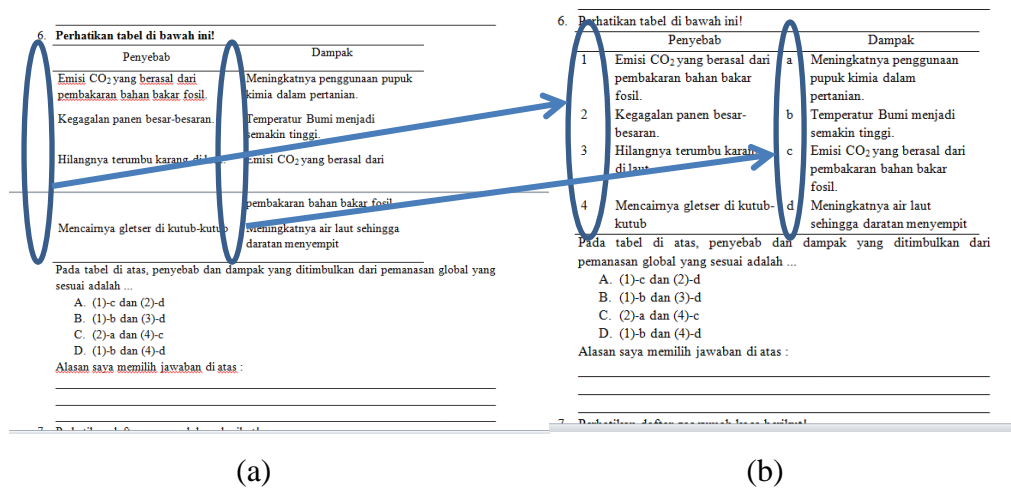 6. Perhatikan tabel di bawah ini!
Penyebab Dampak
Emisi CO2 yang berasal dari Meningkatnya penggunaan pupuk
pembakaran bahan bakar fosil. kimia dalam pertanian.
Kegagalan panen besar-besaran. Temperatur Bumi menjadi
semakin tinggi.
Hilangnya terumbu karang di laut. Emisi CO2 yang berasal dari
pembakaran bahan bakar fosil
Mencairnya gletser di kutub-kutub Meningkatnya air laut sehingga
daratan menyempit
Pada tabel di atas, penyebab dan dampak yang ditimbulkan dari pemanasan global yang
sesuai adalah ...
A. (1)-c dan (2)-d
B. (1)-b dan (3)-d
C. (2)-a dan (4)-c
D. (1)-b dan (4)-d
Alasan saya memilih jawaban di atas :
(a)
6. Perhatikan tabel di bawah ini!
Penyebab Dampak
1 Emisi CO2 yang berasal dari a Meningkatnya penggunaan
pembakaran bahan bakar pupuk kimia dalam
fosil. pertanian.
2 Kegagalan panen besar- b Temperatur Bumi menjadi
besaran. semakin tinggi.
3 Hilangnya terumbu karang c Emisi CO2 yang berasal dari
di laut pembakaran bahan bakar
fosil.
4 Mencairnya gletser di kutub- d Meningkatnya air laut
kutub sehingga daratan menyempit
Pada tabel di atas, penyebab dan dampak yang ditimbulkan dari
pemanasan global yang sesuai adalah ...
A. (1)-c dan (2)-d
B. (1)-b dan (3)-d
C. (2)-a dan (4)-c
D. (1)-b dan (4)-d
Alasan saya memilih jawaban di atas :
(b)